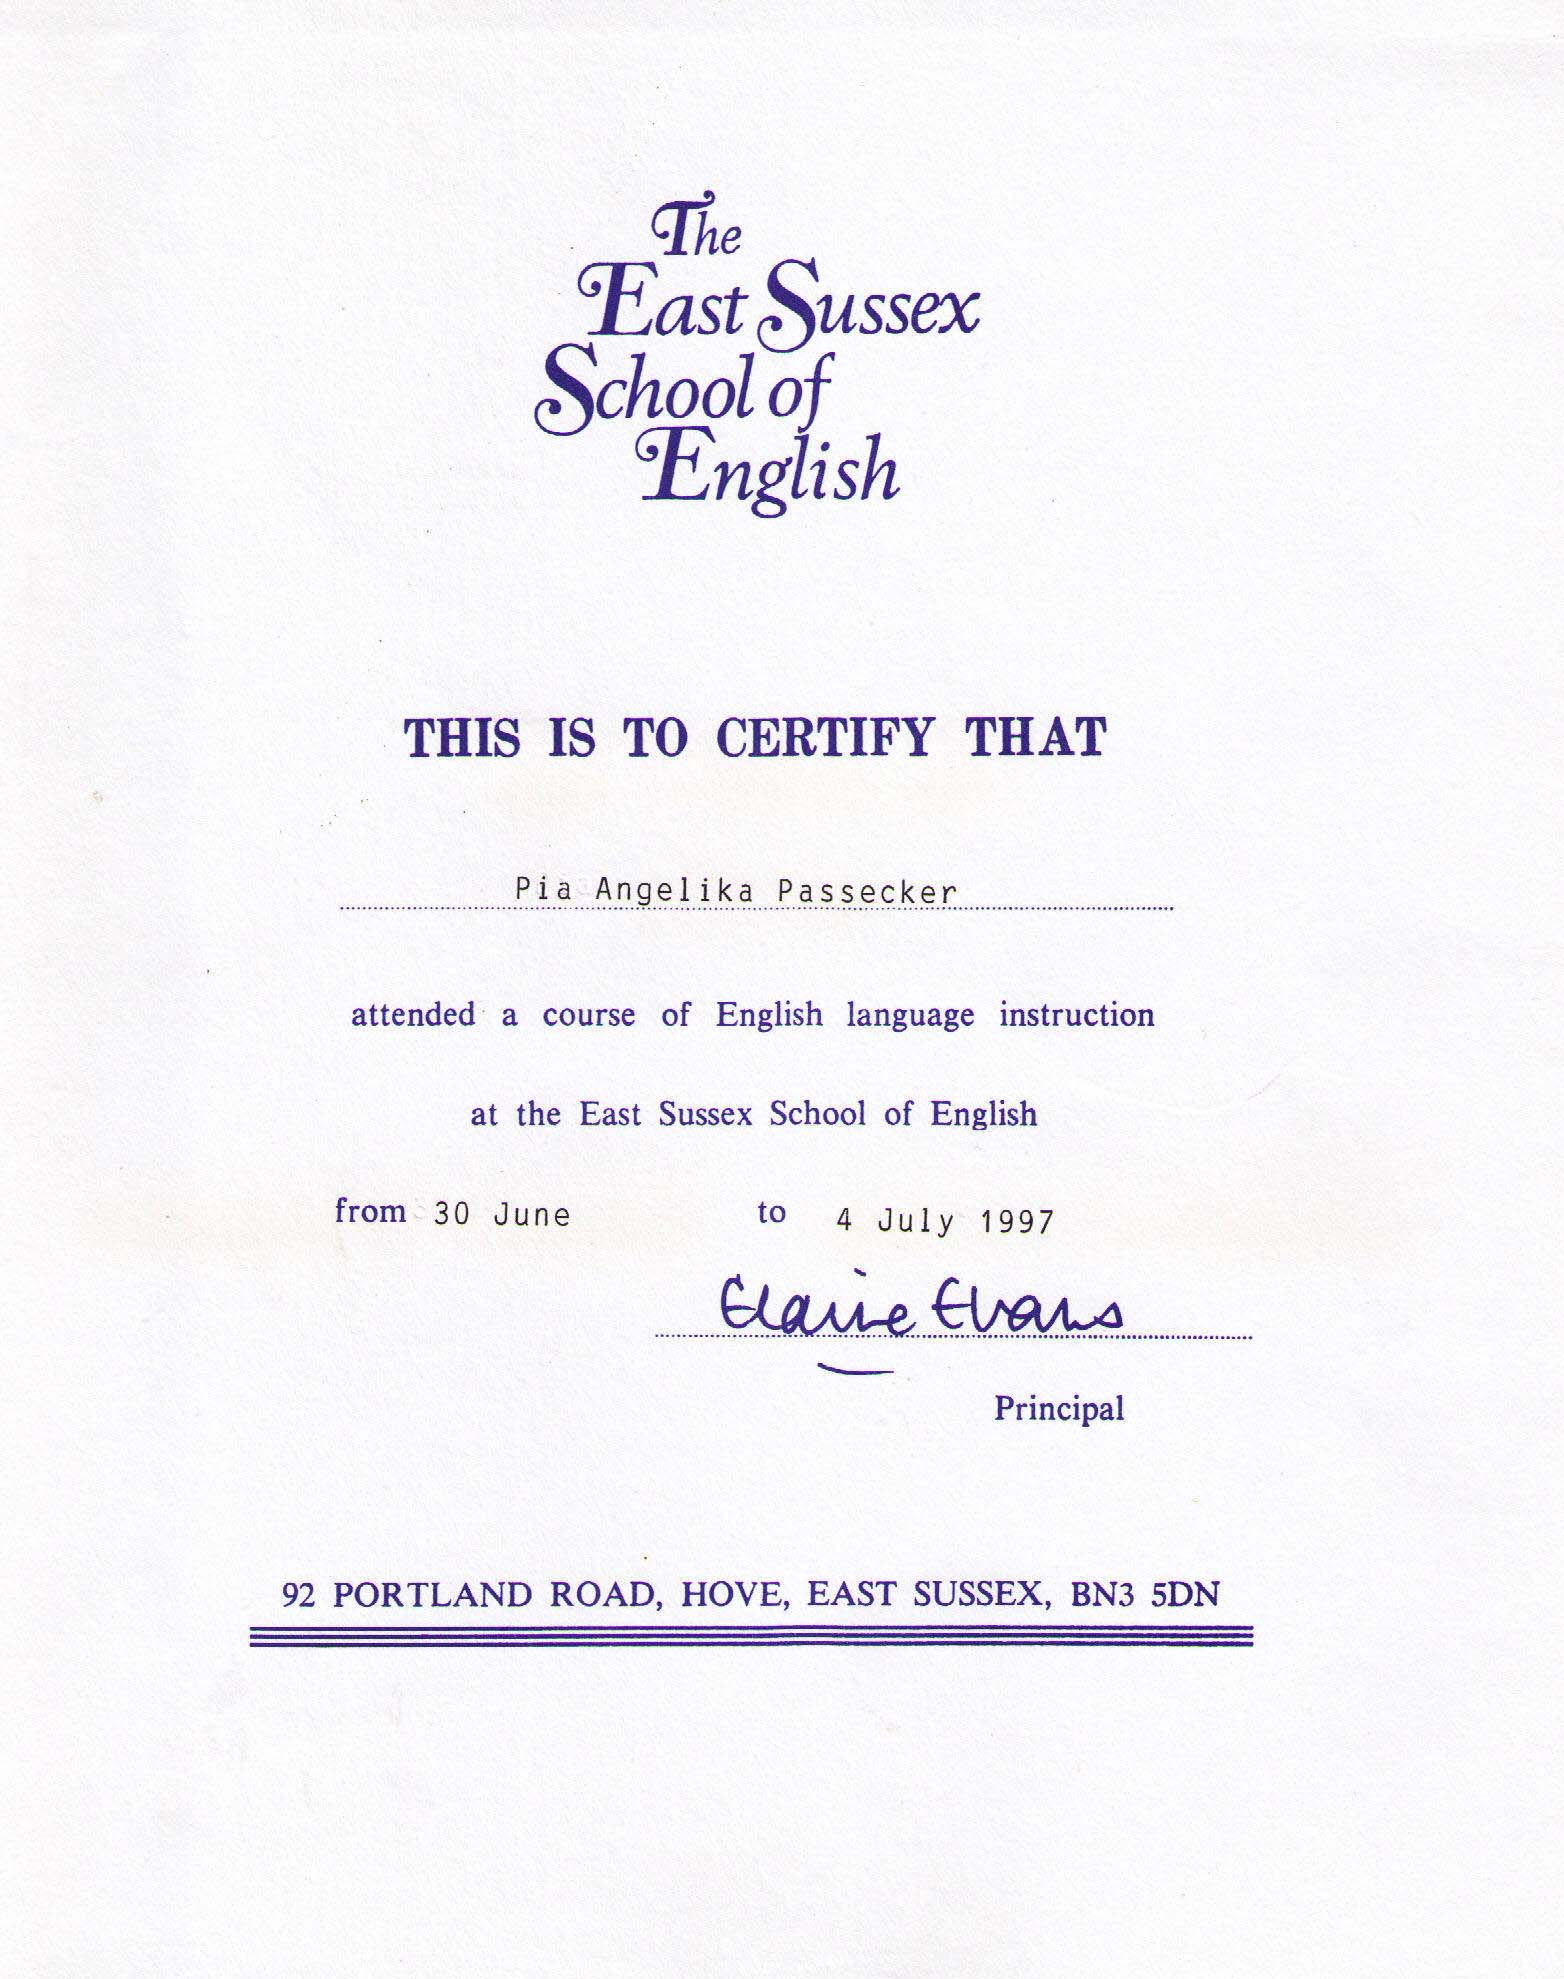 The
East Sussex
School of
English
THIS IS TO CERTIFY THAT
Pia Angelika Passecker
attended a course of English language instruction
at the East Sussex School of English
from 30 June to 4 July 1997
Elaine Evans
Principal
92 PORTLAND ROAD, HOVE, EAST SUSSEX, BN3 5DN